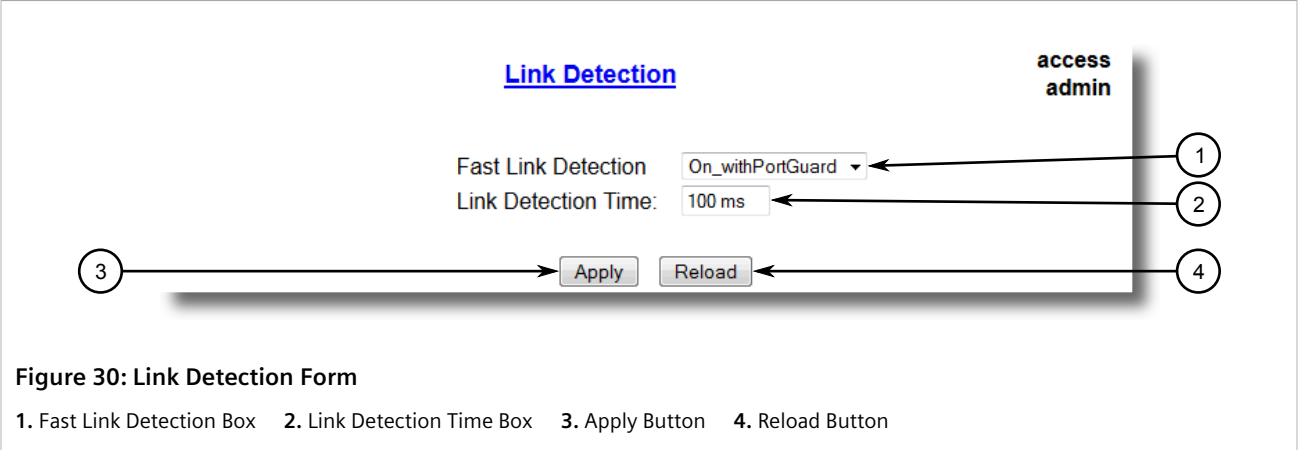 Link Detection
access
admin
Fast Link Detection On_withPortGuard 1
Link Detection Time: 100 ms 2
3 Apply Reload 4
Figure 30: Link Detection Form
1. Fast Link Detection Box 2. Link Detection Time Box 3. Apply Button 4. Reload Button